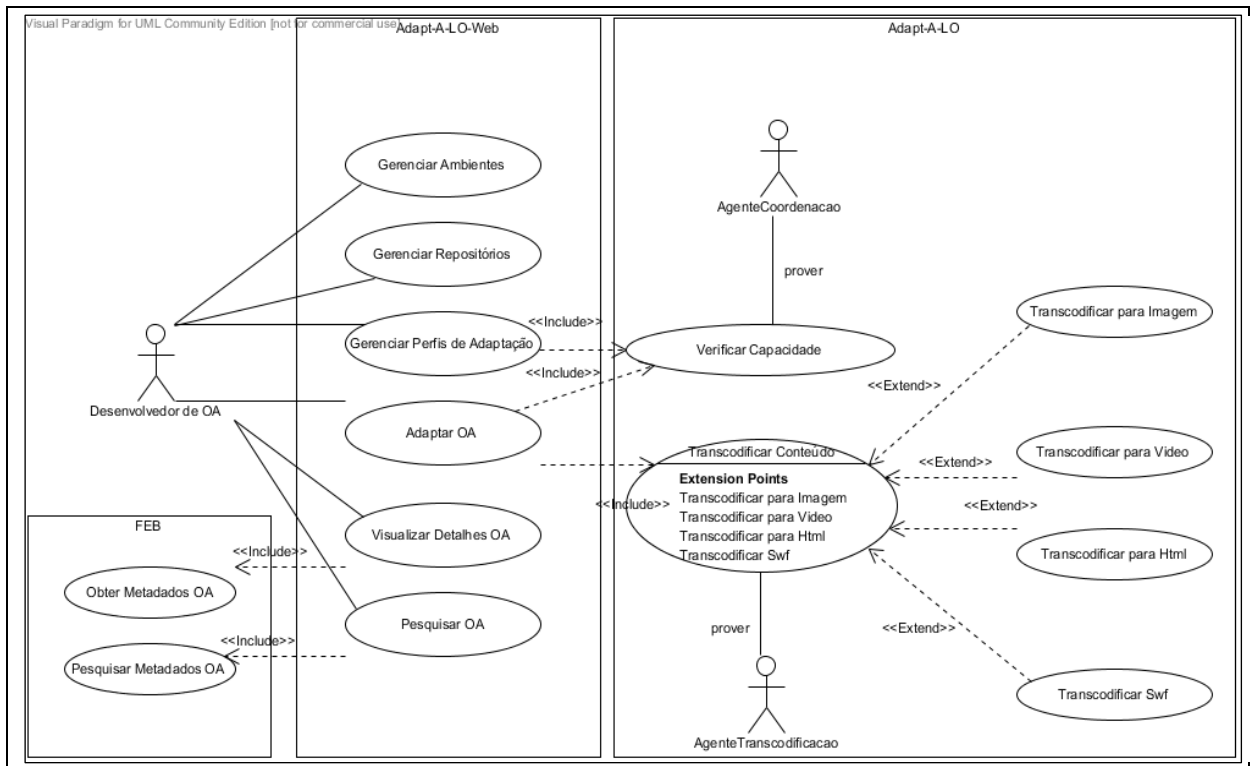 Visual Paradigm for UML Community Edition [not for commercial use]
Adapt-A-LO-Web
Adapt-A-LO
Gerenciar Ambientes
AgenteCoordenacao
Gerenciar Repositórios
prover
Transcodificar para Imagem
<<Include>>
Gerenciar Perfis de Adaptação
Verificar Capacidade
<<Include>>
<<Extend>>
Desenvolvedor de OA
Adaptar OA
Transcodificar Conteúdo
Extension Points
Transcodificar para Imagem
Transcodificar para Video
Transcodificar para Html
Transcodificar Swf
<<Include>>
<<Extend>>
Transcodificar para Video
<<Extend>>
Transcodificar para Html
FEB
Visualizar Detalhes OA
<<Include>>
Obter Metadados OA
Pesquisar OA
<<Include>>
Pesquisar Metadados OA
prover
<<Extend>>
Transcodificar Swf
AgenteTranscodificacao